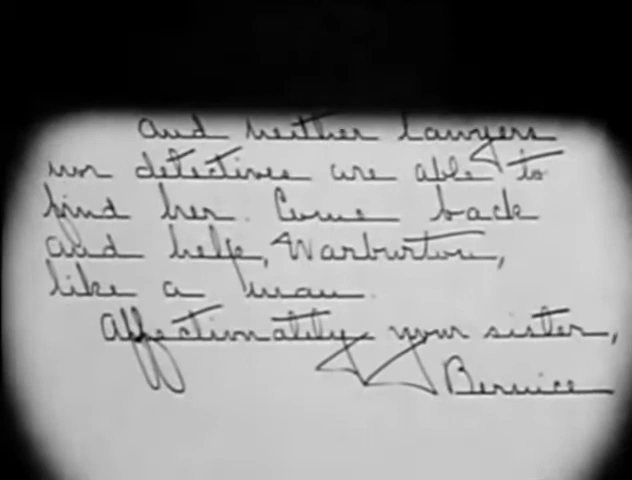 and neither lawyers
nor detectives are able to
find her. Come back
and help, Warburton,
like a man.
Affectionately your sister,
Bernice